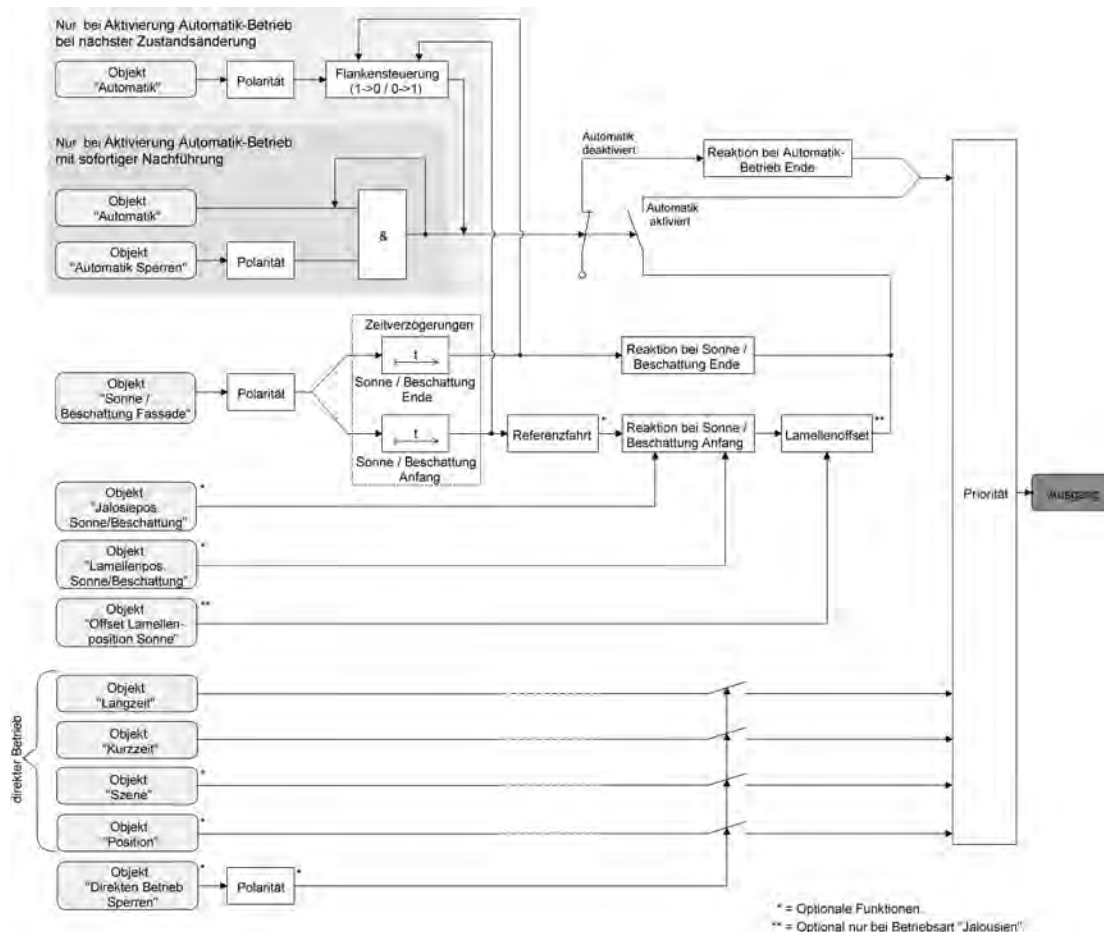 Nur bei Aktivierung Automatik-Betrieb
bei nächster Zustandsänderung
Objekt
"Automatik"
Polarität
Flankensteuerung
(1->0 / 0->1)
Nur bei Aktivierung Automatik-Betrieb
mit sofortiger Nachführung
Objekt
"Automatik"
Objekt
"Automatik Sperren"
Polarität
&
Automatik
deaktiviert
Reaktion bei Automatik-
Betrieb Ende
Automatik
aktiviert
Zeitverzögerungen
t
Sonne / Beschattung
Ende
Reaktion bei Sonne /
Beschattung Ende
Objekt
"Sonne /
Beschattung Fassade"
Polarität
t
Sonne / Beschattung
Anfang
Referenzfahrt
*
Reaktion bei Sonne /
Beschattung Anfang
Lamellenoffset
**
Objekt
"Jalosiepos.
Sonne/Beschattung"
*
Objekt
"Lamellenpos.
Sonne/Beschattung"
*
Objekt
"Offset Lamellen-
position Sonne"
**
Priorität
Ausgang
direkter Betrieb
Objekt
"Langzeit"
Objekt
"Kurzzeit"
Objekt
"Szene"
*
Objekt
"Position"
*
Objekt
"Direkten Betrieb
Sperren"
*
Polarität
*
* = Optionale Funktionen.
** = Optional nur bei Betriebsart "Jalousien".